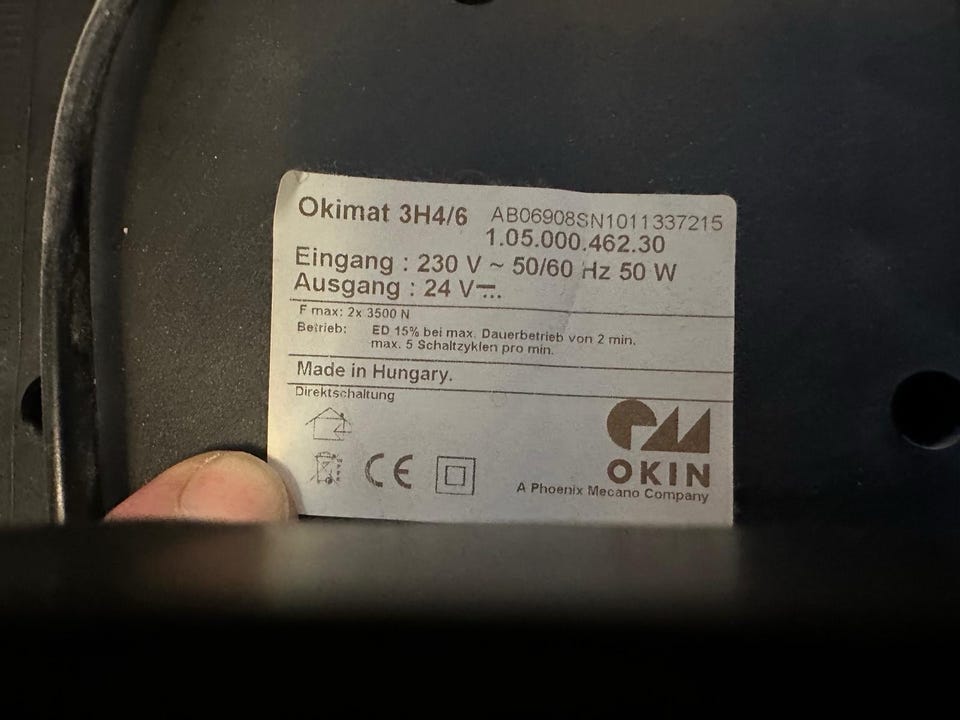 Okimat 3H4/6 AB06908SN1011337215
1.05.000.462.30
Eingang : 230 V ~ 50/60 Hz 50 W
Ausgang : 24 V
F max: 2x 3500 N
Betrieb: ED 15% bei max. Dauerbetrieb von 2 min.
max. 5 Schaltzyklen pro min.
Made in Hungary.
Direktschaltung
CE
OKIN
A Phoenix Mecano Company